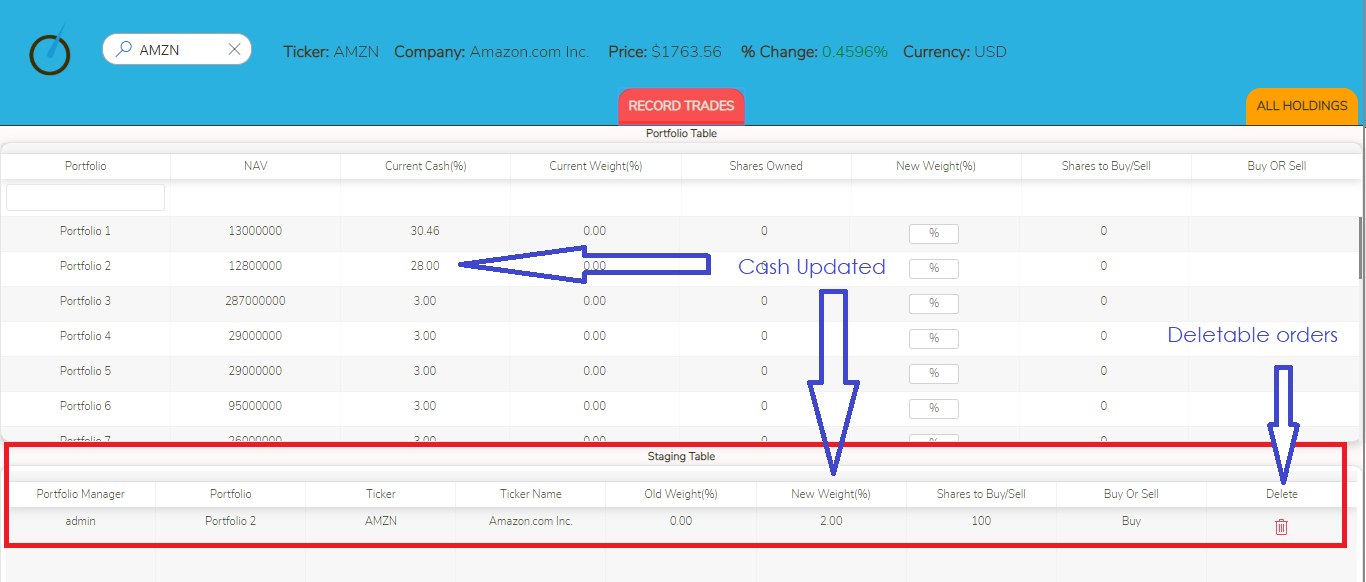 AMZN
Ticker: AMZN Company: Amazon.com Inc. Price: $1763.56 % Change: 0.4596% Currency: USD
RECORD TRADES
ALL HOLDINGS
Portfolio Table
Portfolio NAV Current Cash(%) Current Weight(%) Shares Owned New Weight(%) Shares to Buy/Sell Buy OR Sell
Portfolio 1 13000000 30.46 0.00 0 % 0
Portfolio 2 12800000 28.00 0.00 0 % 0
Cash Updated
Portfolio 3 287000000 3.00 0.00 0 % 0
Portfolio 4 29000000 3.00 0.00 0 % 0
Deletable orders
Portfolio 5 29000000 3.00 0.00 0 % 0
Portfolio 6 95000000 3.00 0.00 0 % 0
Portfolio 7 26000000 3.00 0.00 0 % 0
Staging Table
Portfolio Manager Portfolio Ticker Ticker Name Old Weight(%) New Weight(%) Shares to Buy/Sell Buy Or Sell Delete
admin Portfolio 2 AMZN Amazon.com Inc. 0.00 2.00 100 Buy